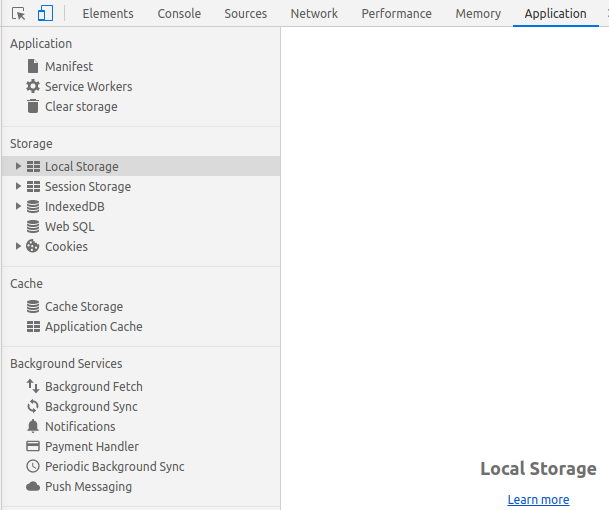 Elements Console Sources Network Performance Memory Application
Application
Manifest
Service Workers
Clear storage
Storage
Local Storage
Session Storage
IndexedDB
Web SQL
Cookies
Cache
Cache Storage
Application Cache
Background Services
Background Fetch
Background Sync
Notifications
Payment Handler
Periodic Background Sync
Push Messaging
Local Storage
Learn more